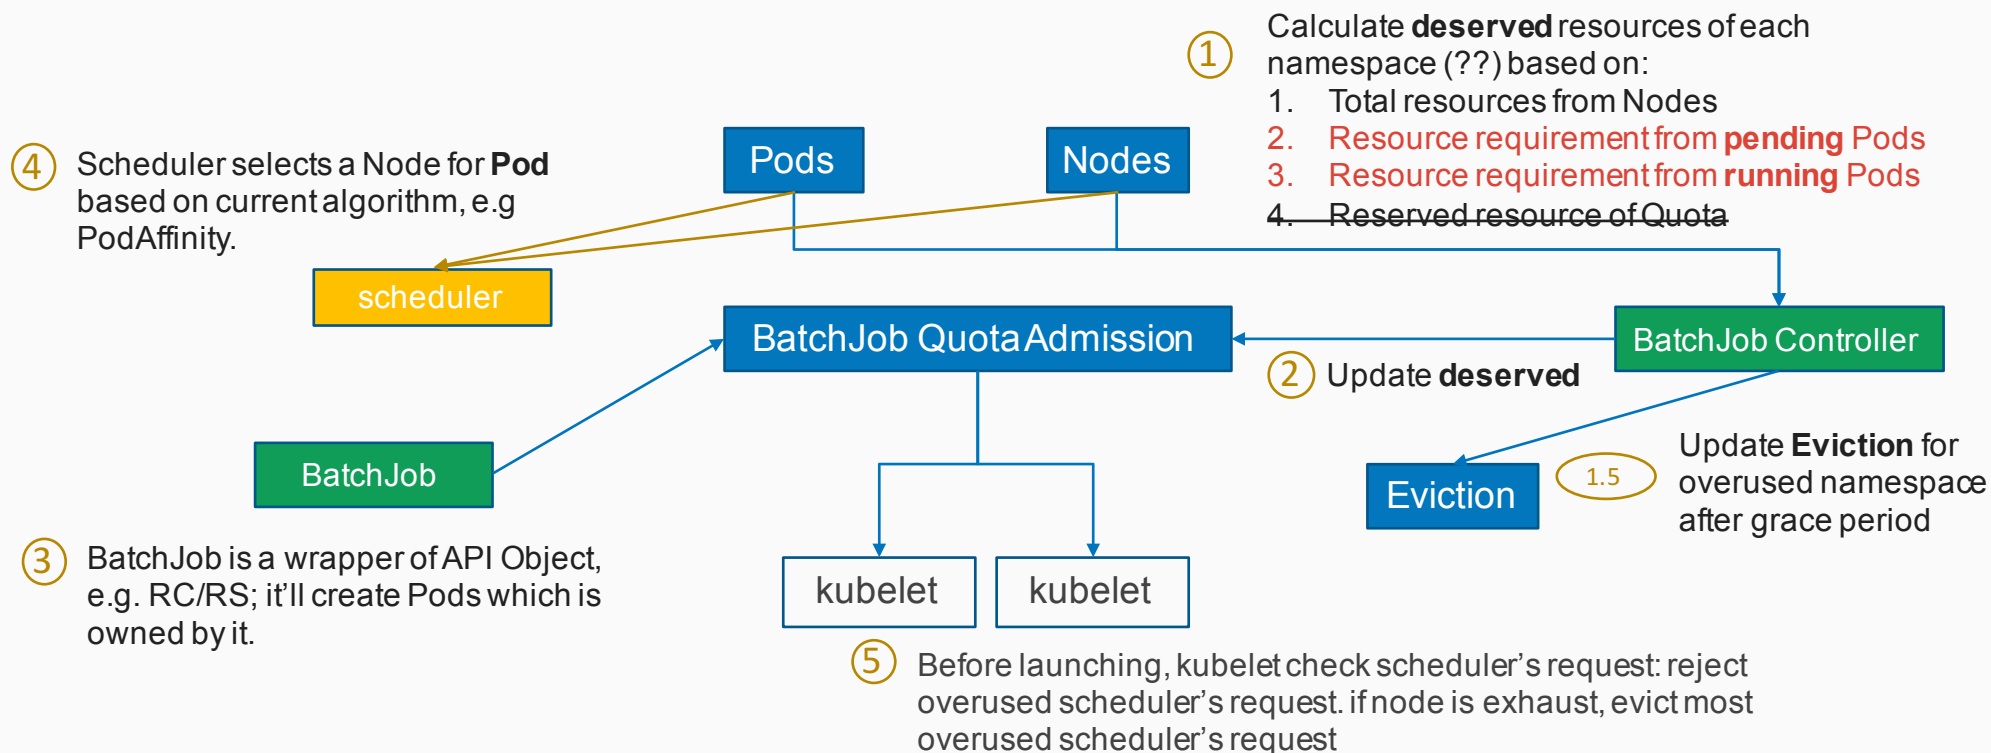 1
Calculate deserved resources of each
namespace (??) based on:
1. Total resources from Nodes
2. Resource requirement from pending Pods
3. Resource requirement from running Pods
4. Reserved resource of Quota
4
Scheduler selects a Node for Pod
based on current algorithm, e.g
PodAffinity.
Pods
Nodes
scheduler
BatchJob Quota Admission
BatchJob Controller
2
Update deserved
BatchJob
Eviction
1.5
Update Eviction for
overused namespace
after grace period
3
BatchJob is a wrapper of API Object,
e.g. RC/RS; it’ll create Pods which is
owned by it.
kubelet
kubelet
5
Before launching, kubelet check scheduler’s request: reject
overused scheduler’s request. if node is exhaust, evict most
overused scheduler’s request